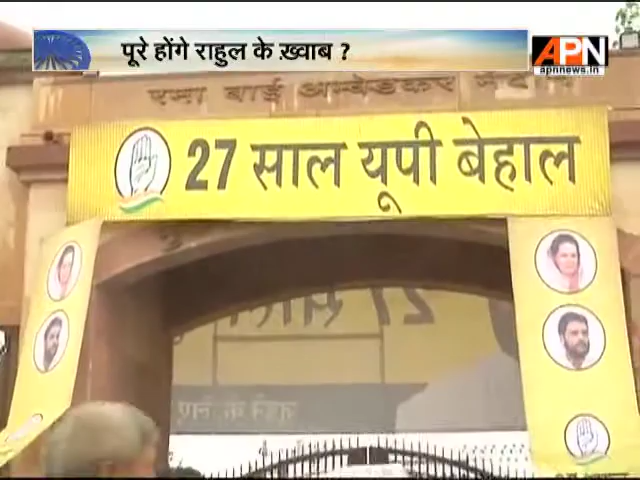 पूरे होंगे राहुल के ख़्वाब ?
APN
apnnews.in
रमा बाई अम्बेडकर मैदान
27 साल यूपी बेहाल